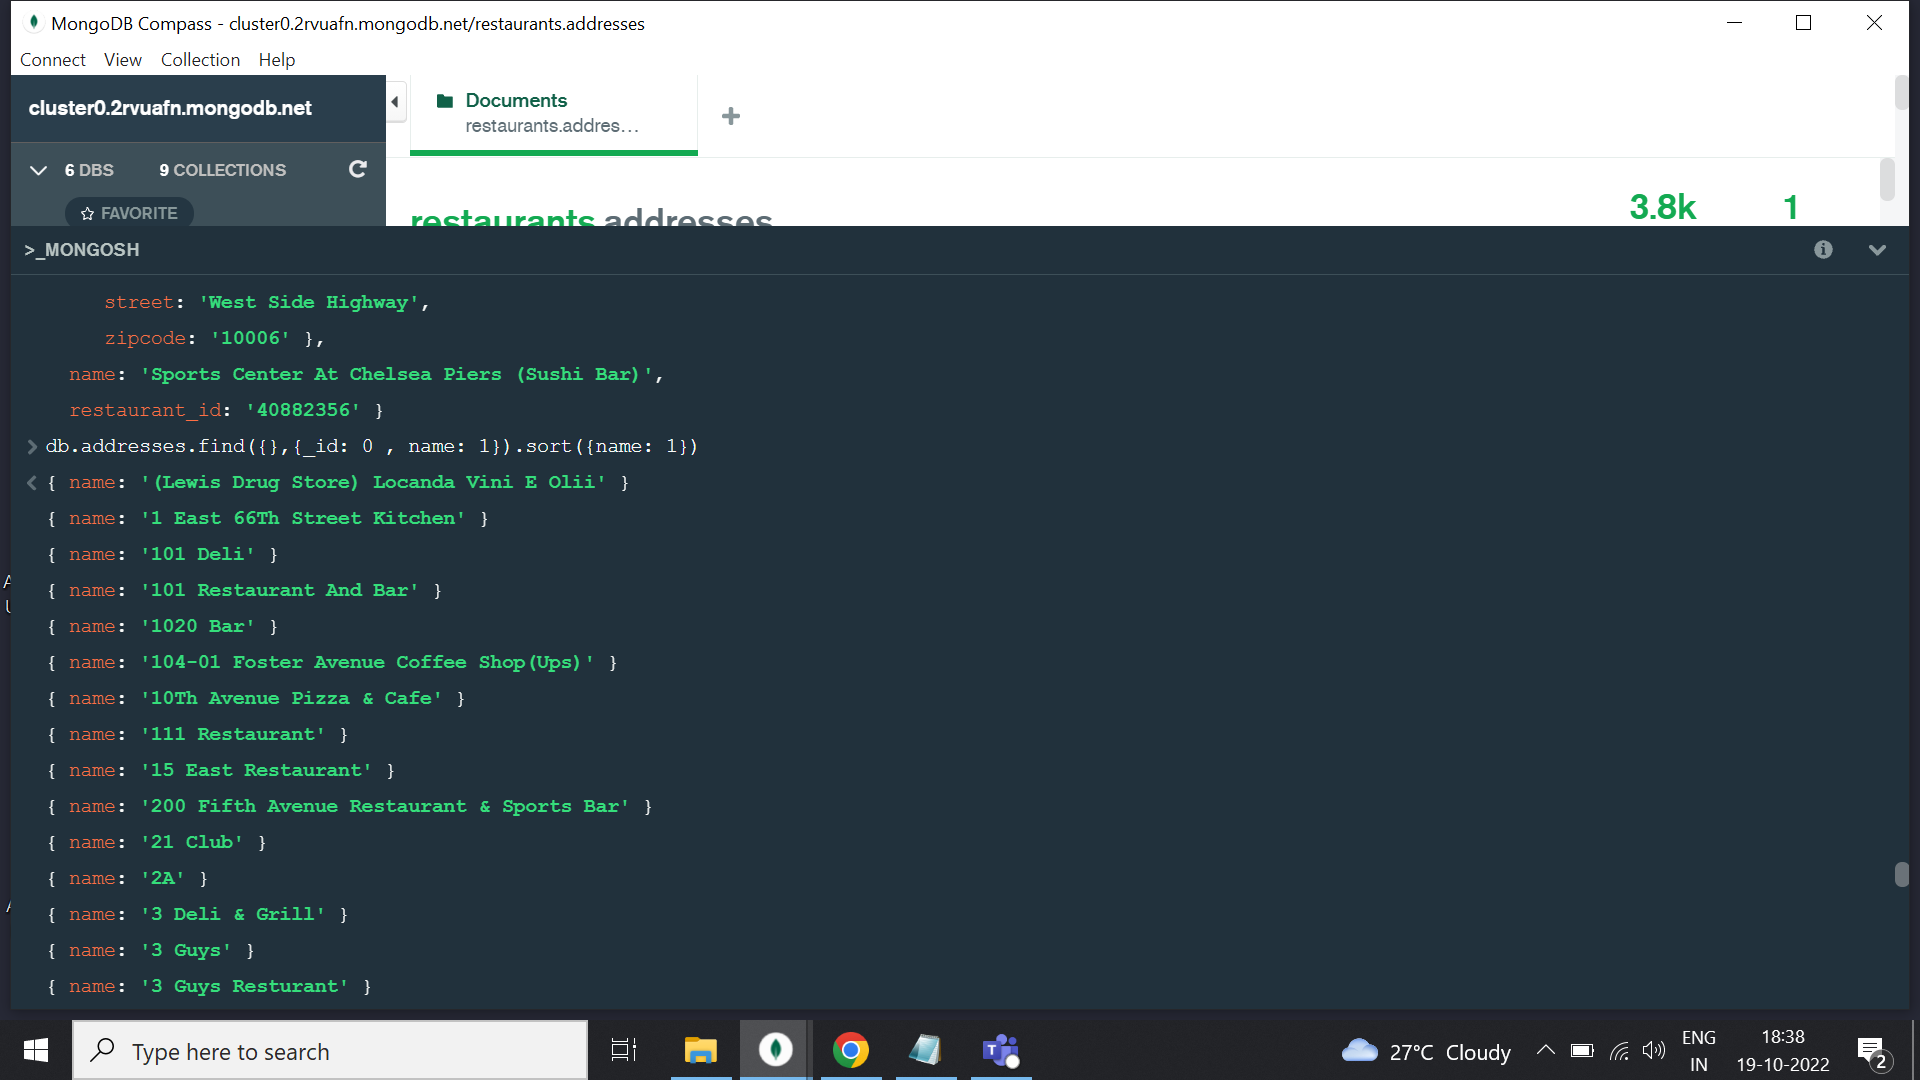 MongoDB Compass - cluster0.2rvuafn.mongodb.net/restaurants.addresses
Connect View Collection Help
cluster0.2rvuafn.mongodb.net
Documents
restaurants.addres...
6 DBS 9 COLLECTIONS
FAVORITE
restaurants.addresses
3.8k 1
>_MONGOSH
street: 'West Side Highway',
zipcode: '10006' },
name: 'Sports Center At Chelsea Piers (Sushi Bar)',
restaurant_id: '40882356' }
> db.addresses.find({},{_id: 0 , name: 1}).sort({name: 1})
< { name: '(Lewis Drug Store) Locanda Vini E Olii' }
{ name: '1 East 66Th Street Kitchen' }
{ name: '101 Deli' }
{ name: '101 Restaurant And Bar' }
{ name: '1020 Bar' }
{ name: '104-01 Foster Avenue Coffee Shop(Ups)' }
{ name: '10Th Avenue Pizza & Cafe' }
{ name: '111 Restaurant' }
{ name: '15 East Restaurant' }
{ name: '200 Fifth Avenue Restaurant & Sports Bar' }
{ name: '21 Club' }
{ name: '2A' }
{ name: '3 Deli & Grill' }
{ name: '3 Guys' }
{ name: '3 Guys Resturant' }
Type here to search
27°C Cloudy
ENG
IN
18:38
19-10-2022
2